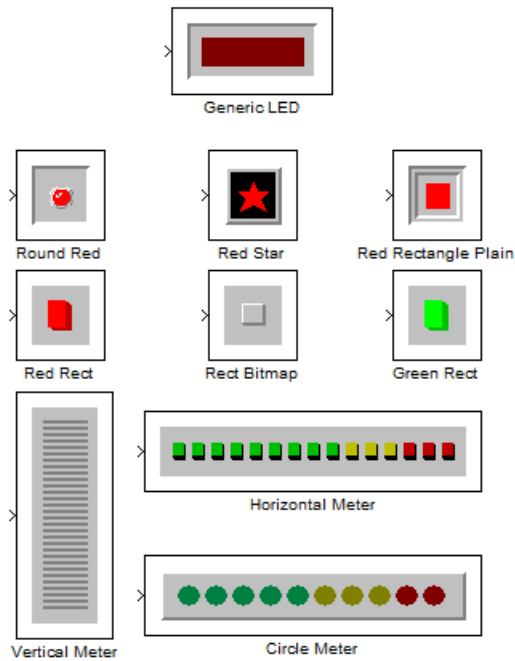 Generic LED
Round Red
Red Star
Red Rectangle Plain
Red Rect
Rect Bitmap
Green Rect
Horizontal Meter
Vertical Meter
Circle Meter